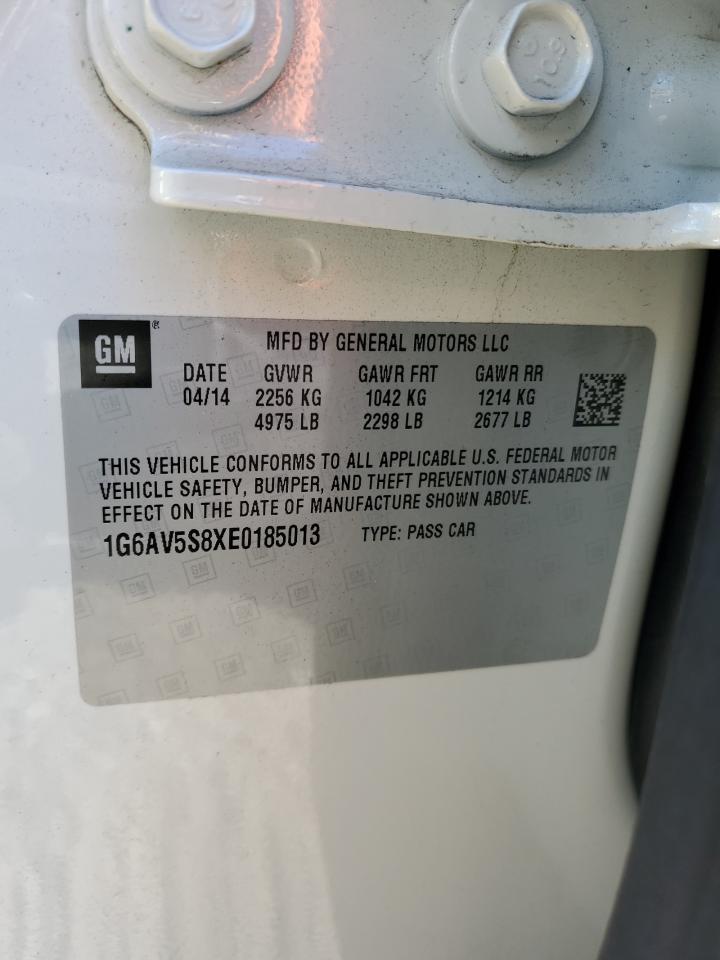 109
GM ®
MFD BY GENERAL MOTORS LLC
DATE GVWR GAWR FRT GAWR RR
04/14 2256 KG 1042 KG 1214 KG
4975 LB 2298 LB 2677 LB
THIS VEHICLE CONFORMS TO ALL APPLICABLE U.S. FEDERAL MOTOR
VEHICLE SAFETY, BUMPER, AND THEFT PREVENTION STANDARDS IN
EFFECT ON THE DATE OF MANUFACTURE SHOWN ABOVE.
1G6AV5S8XE0185013 TYPE: PASS CAR